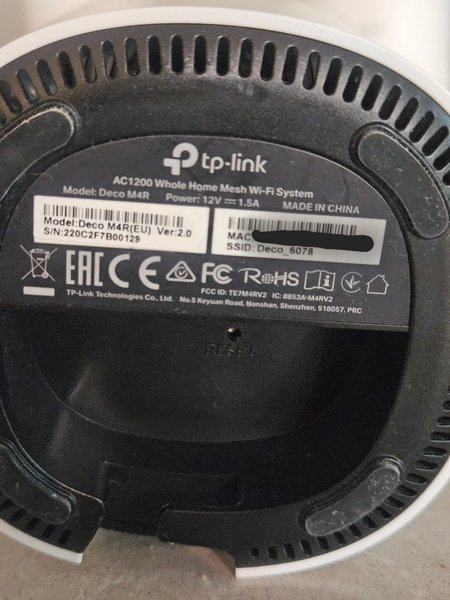 tp-link
AC1200 Whole Home Mesh Wi-Fi System
Model: Deco M4R Power: 12V⎓1.5A MADE IN CHINA
Model:Deco M4R(EU) Ver:2.0
S/N:220C2F7B00129
MAC
SSID: Deco_6078
EAC CE FC RoHS
FCC ID: TE7M4RV2 IC: 8853A-M4RV2
TP-Link Technologies Co., Ltd. No.5 Keyuan Road, Nanshan, Shenzhen, 518057, PRC
RESET